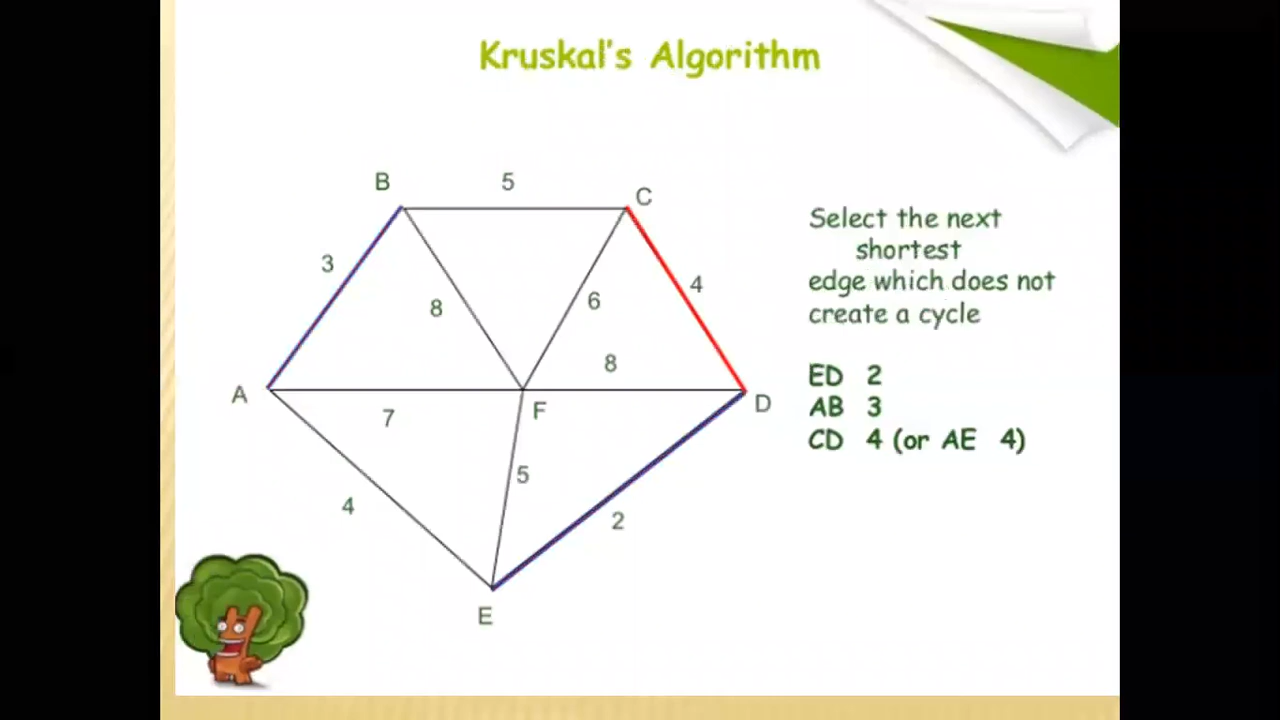 Kruskal's Algorithm
B
5
C
3
8
6
4
8
A
7
F
D
4
5
2
E
Select the next
shortest
edge which does not
create a cycle
ED 2
AB 3
CD 4 (or AE 4)